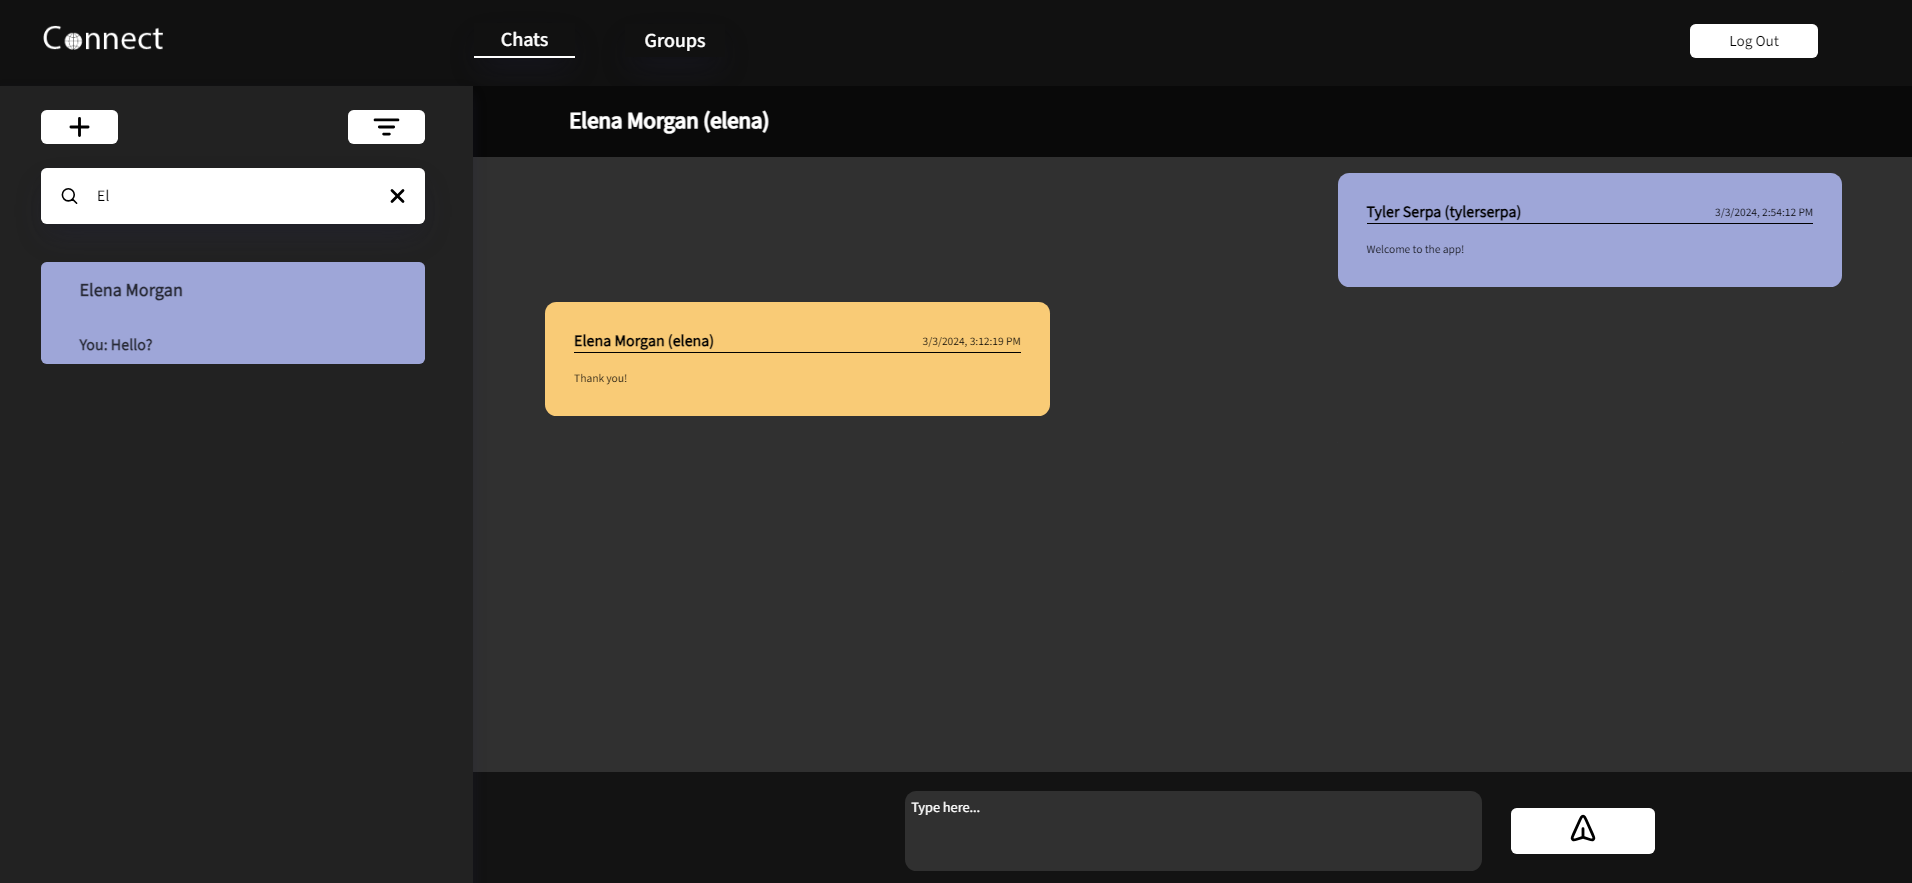 Connect
Chats
Groups
Log Out
El
Elena Morgan
You: Hello?
Elena Morgan (elena)
Tyler Serpa (tylerserpa) 3/3/2024, 2:54:12 PM
Welcome to the app!
Elena Morgan (elena) 3/3/2024, 3:12:19 PM
Thank you!
Type here...